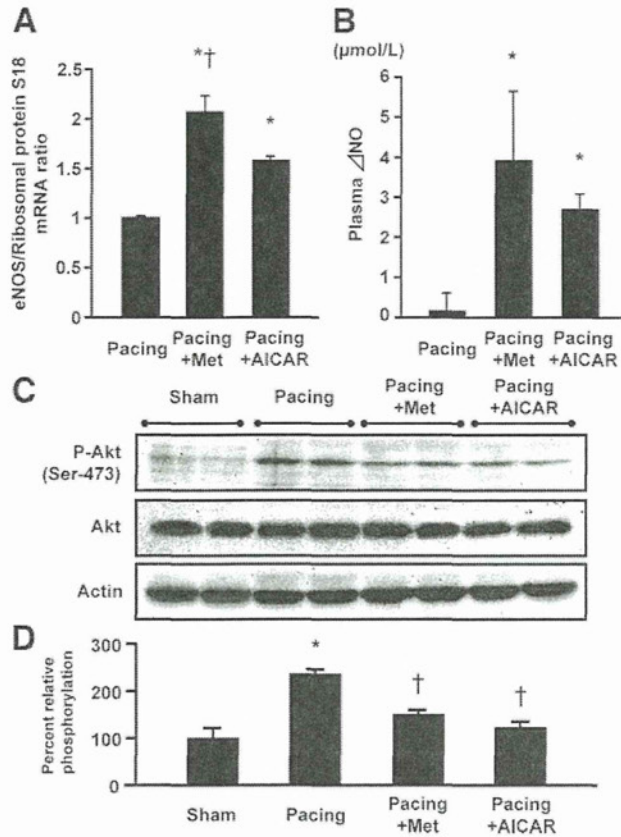 A
eNOS/Ribosomal protein S18
mRNA ratio
2.5
2
1.5
1
0.5
0
*†
*
Pacing
Pacing
+Met
Pacing
+AICAR
B
(μmol/L)
Plasma ⊿NO
6
5
4
3
2
1
0
*
*
Pacing
Pacing
+Met
Pacing
+AICAR
C
Sham
Pacing
Pacing
+Met
Pacing
+AICAR
P-Akt
(Ser-473)
Akt
Actin
D
Percent relative
phosphorylation
300
200
100
0
*
†
†
Sham
Pacing
Pacing
+Met
Pacing
+AICAR